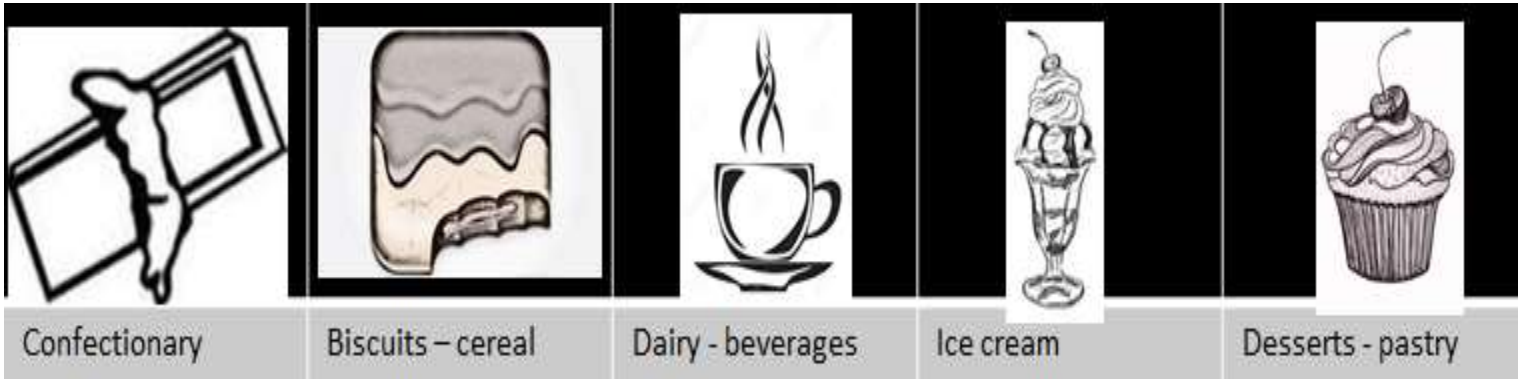 Confectionary
Biscuits – cereal
Dairy - beverages
Ice cream
Desserts - pastry